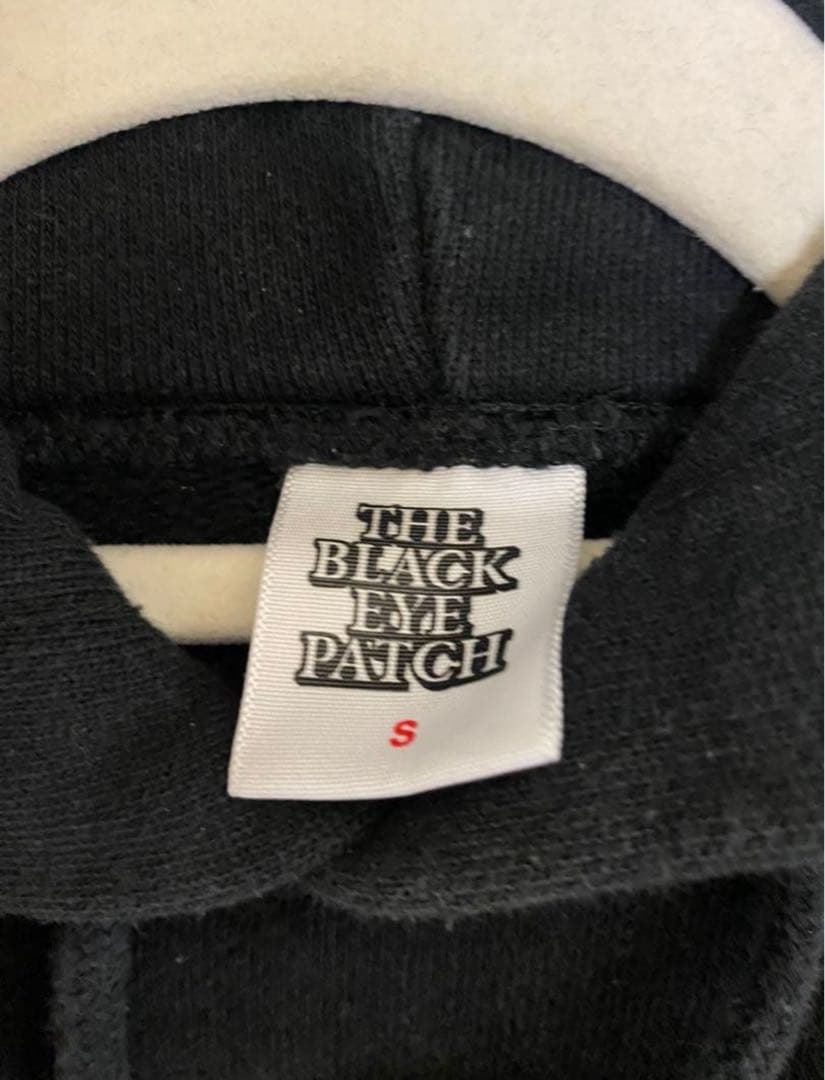 THE
BLACK
EYE
PATCH
S